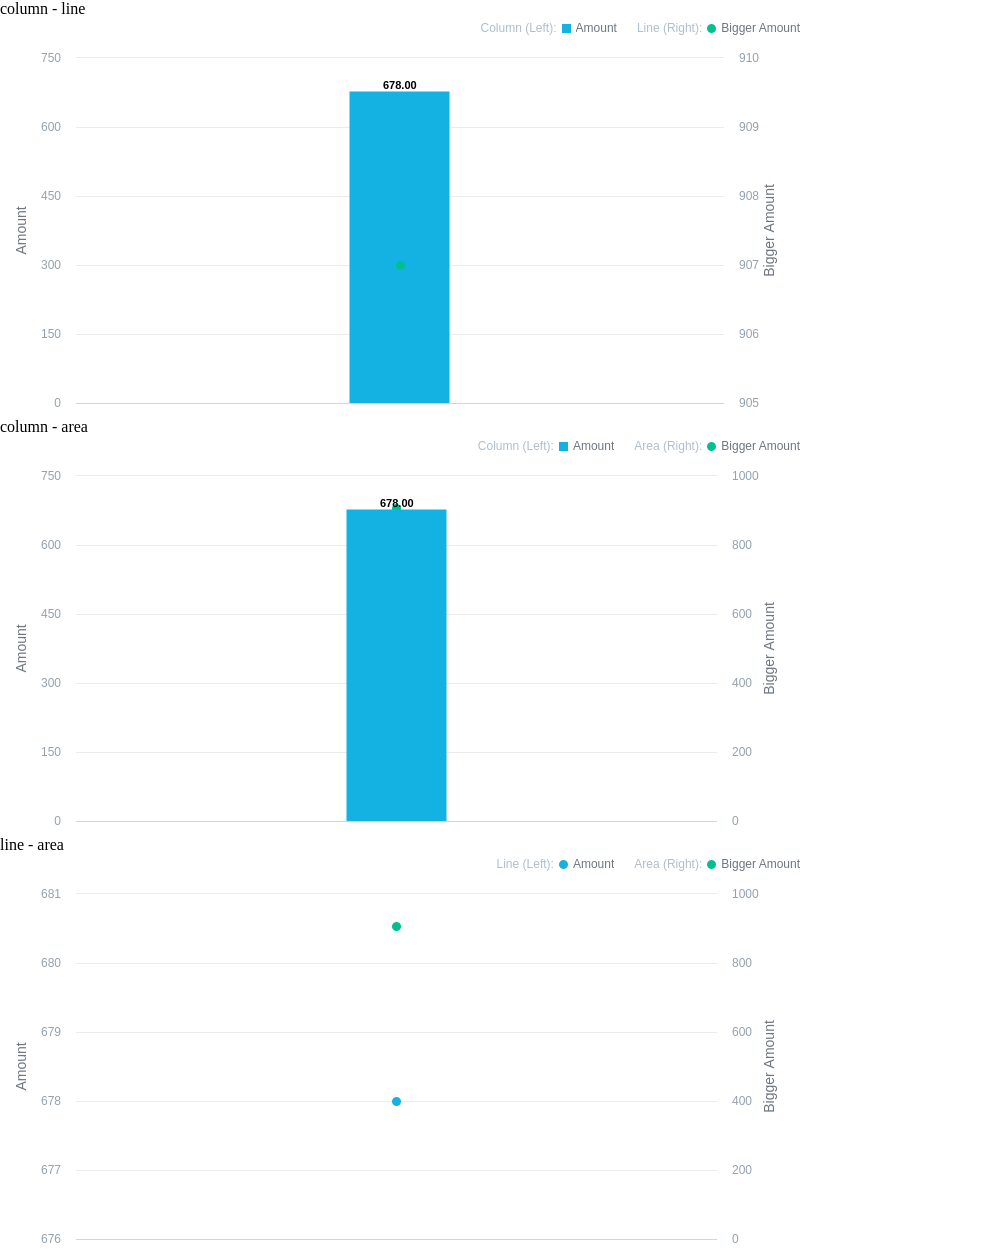 column - line
Column (Left): Amount Line (Right): Bigger Amount
750 910
678.00
600 909
450 908
Amount Bigger Amount
300 907
150 906
0 905
column - area
Column (Left): Amount Area (Right): Bigger Amount
750 1000
678.00
600 800
450 600
Amount Bigger Amount
300 400
150 200
0 0
line - area
Line (Left): Amount Area (Right): Bigger Amount
681 1000
680 800
679 600
Amount Bigger Amount
678 400
677 200
676 0